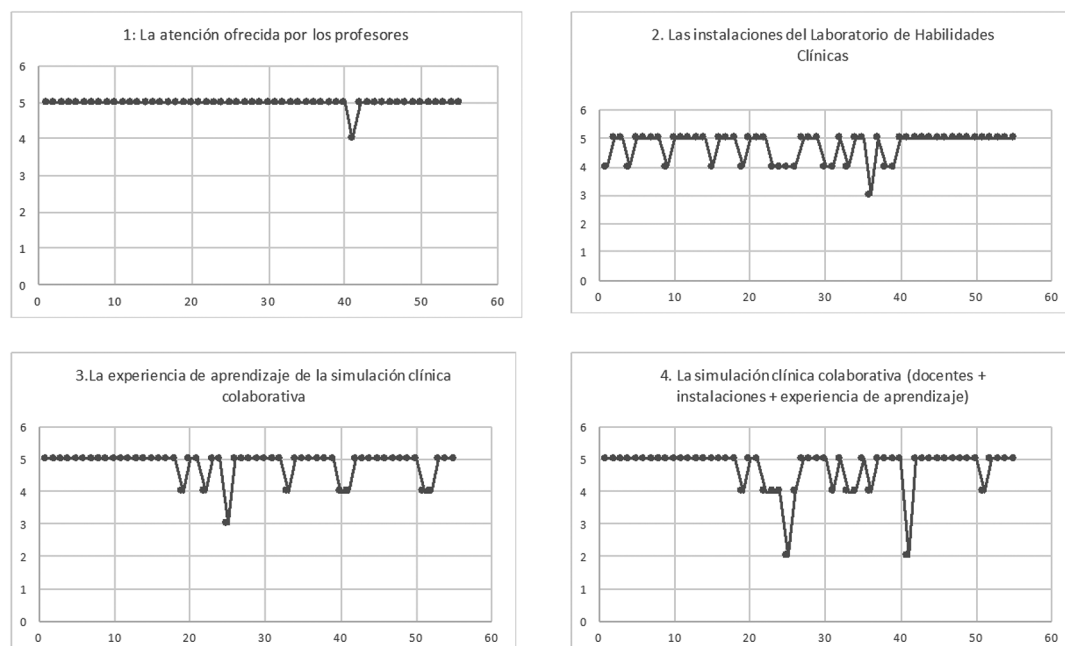 1: La atención ofrecida por los profesores
6
5
4
3
2
1
0
0 10 20 30 40 50 60
2. Las instalaciones del Laboratorio de Habilidades
Clínicas
6
5
4
3
2
1
0
0 10 20 30 40 50 60
3.La experiencia de aprendizaje de la simulación clínica
colaborativa
6
5
4
3
2
1
0
0 10 20 30 40 50 60
4. La simulación clínica colaborativa (docentes +
instalaciones + experiencia de aprendizaje)
6
5
4
3
2
1
0
0 10 20 30 40 50 60